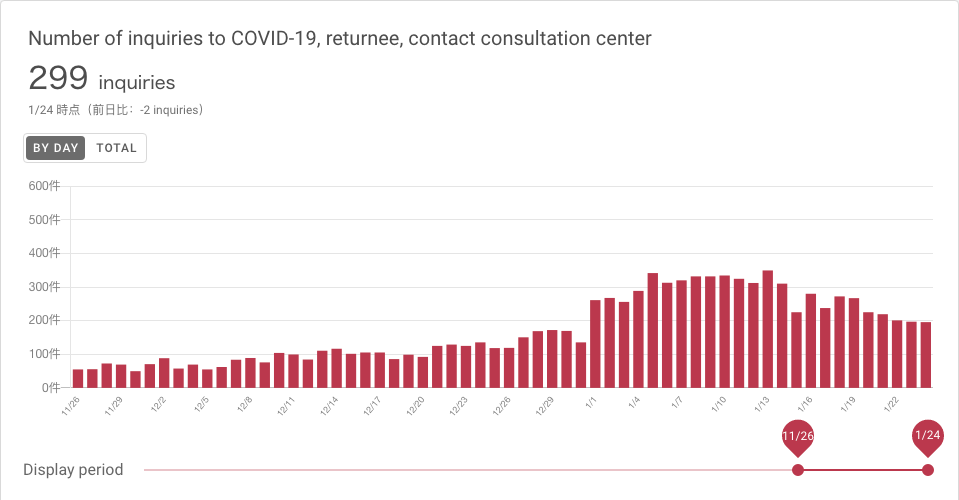 Number of inquiries to COVID-19, returnee, contact consultation center
299 inquiries
1/24 時点（前日比：-2 inquiries）
BY DAY TOTAL
600件
500件
400件
300件
200件
100件
0件
11/26 11/29 12/2 12/5 12/8 12/11 12/14 12/17 12/20 12/23 12/26 12/29 1/1 1/4 1/7 1/10 1/13 1/16 1/19 1/22
11/26 1/24
Display period